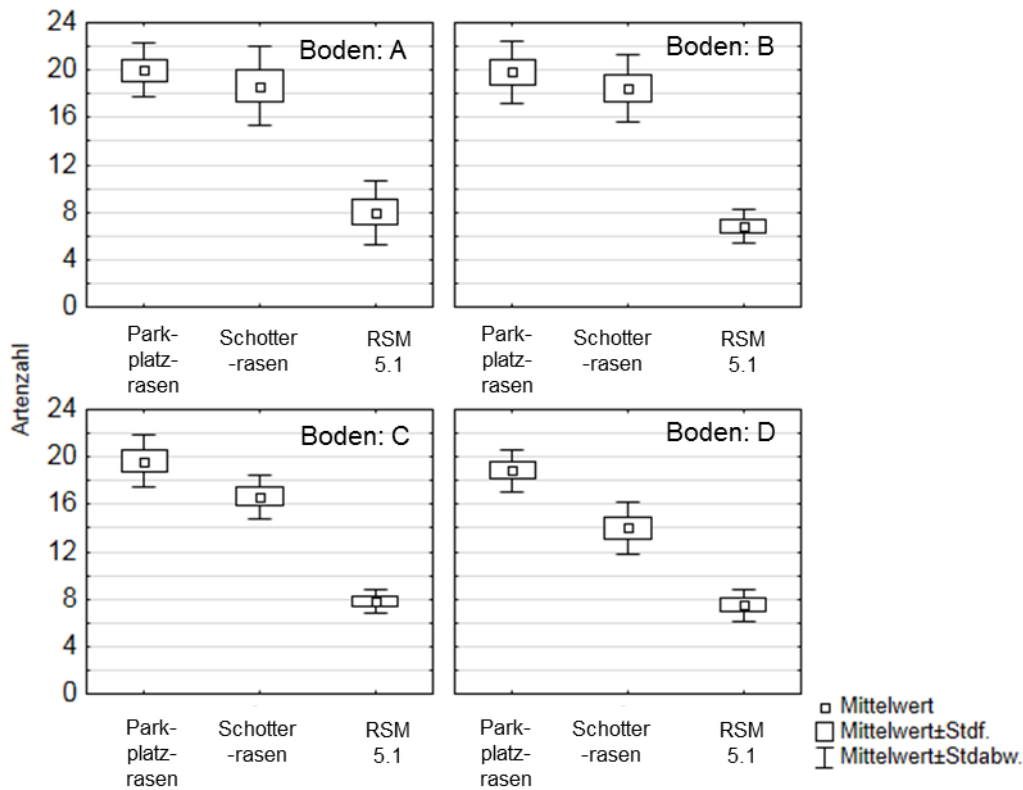 Artenzahl
24
20
16
12
8
4
0
Boden: A
Boden: B
Park-
platz-
rasen
Schotter
-rasen
RSM
5.1
Park-
platz-
rasen
Schotter
-rasen
RSM
5.1
24
20
16
12
8
4
0
Boden: C
Boden: D
Park-
platz-
rasen
Schotter
-rasen
RSM
5.1
Park-
platz-
rasen
Schotter
-rasen
RSM
5.1
Mittelwert
Mittelwert±Stdf.
Mittelwert±Stdabw.